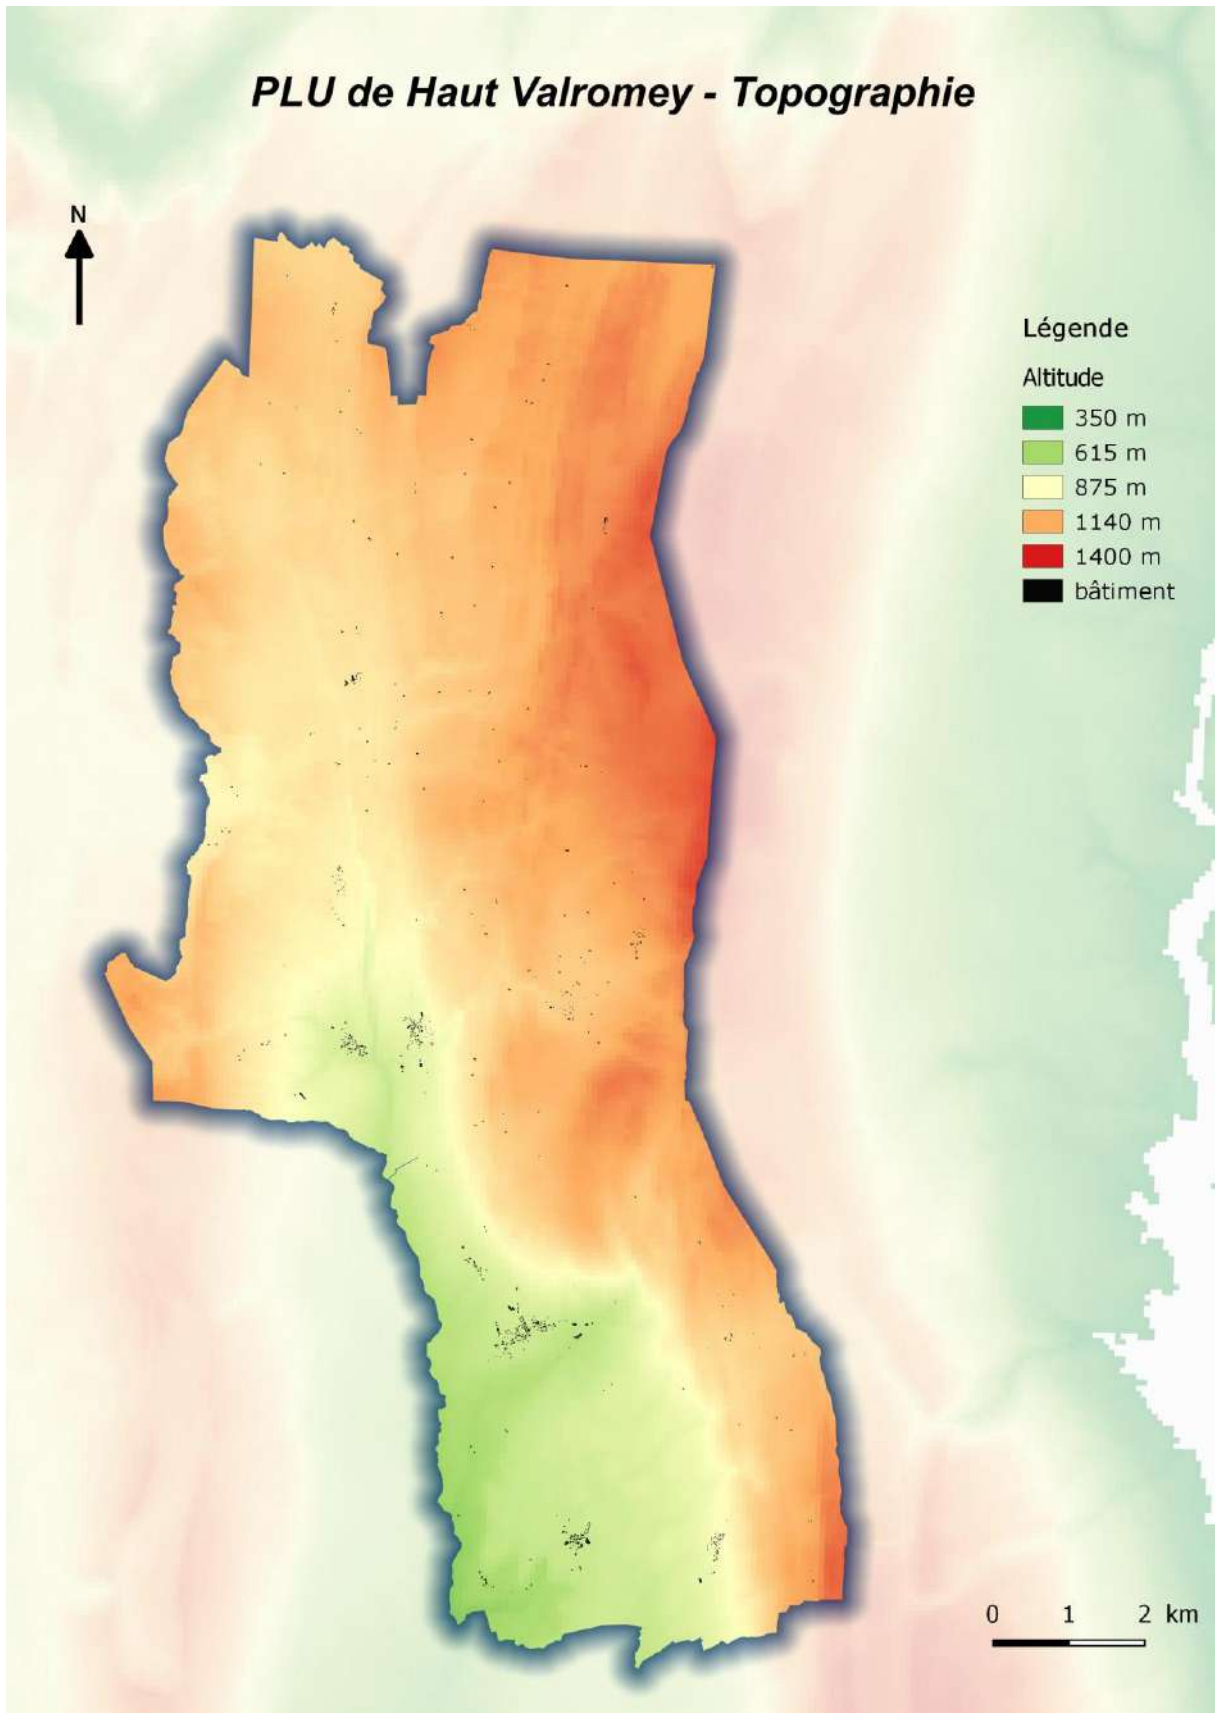 PLU de Haut Valromey - Topographie
N
Légende
Altitude
350 m
615 m
875 m
1140 m
1400 m
bâtiment
0 1 2 km